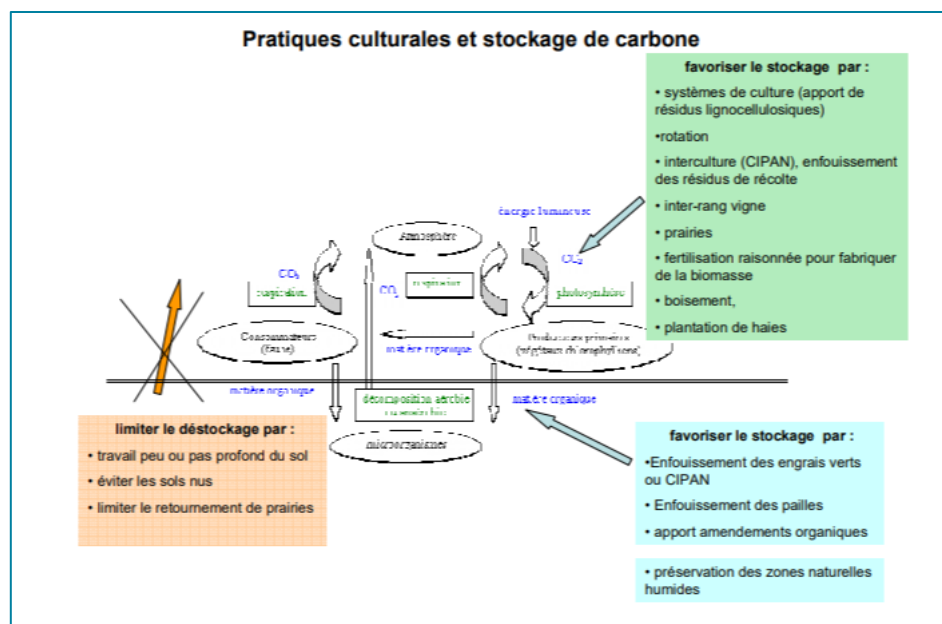 Pratiques culturales et stockage de carbone
favoriser le stockage par :
• systèmes de culture (apport de
résidus lignocellulosiques)
•rotation
• interculture (CIPAN), enfouissement
des résidus de récolte
• inter-rang vigne
• prairies
• fertilisation raisonnée pour fabriquer
de la biomasse
• boisement,
• plantation de haies
énergie lumineuse
Atmosphère
CO₂
respiration
CO₂
respiration
CO₂
photosynthèse
Consommateurs
(faune)
matière organique
Producteurs primaires
(végétaux chlorophylliens)
matière organique
décomposition aérobie
matière organique
microorganismes
limiter le déstockage par :
• travail peu ou pas profond du sol
• éviter les sols nus
• limiter le retournement de prairies
favoriser le stockage par :
•Enfouissement des engrais verts
ou CIPAN
• Enfouissement des pailles
• apport amendements organiques
• préservation des zones naturelles
humides